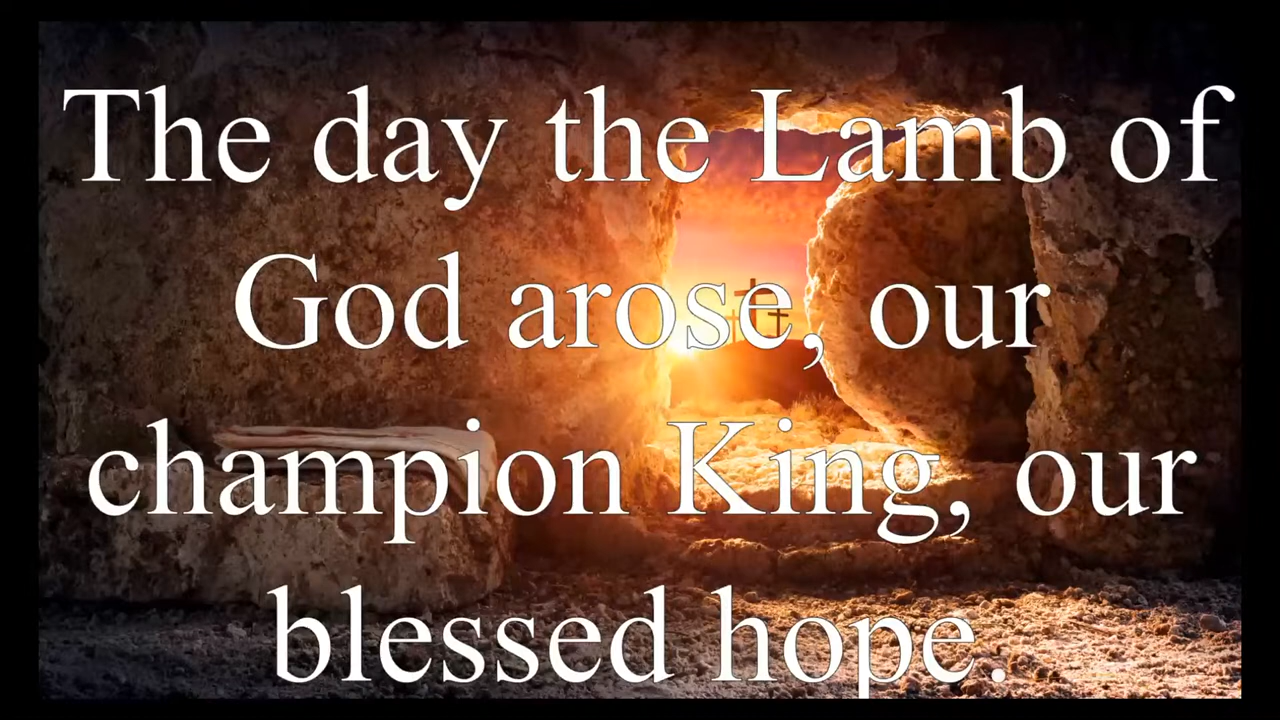 The day the Lamb of
God arose, our
champion King, our
blessed hope.